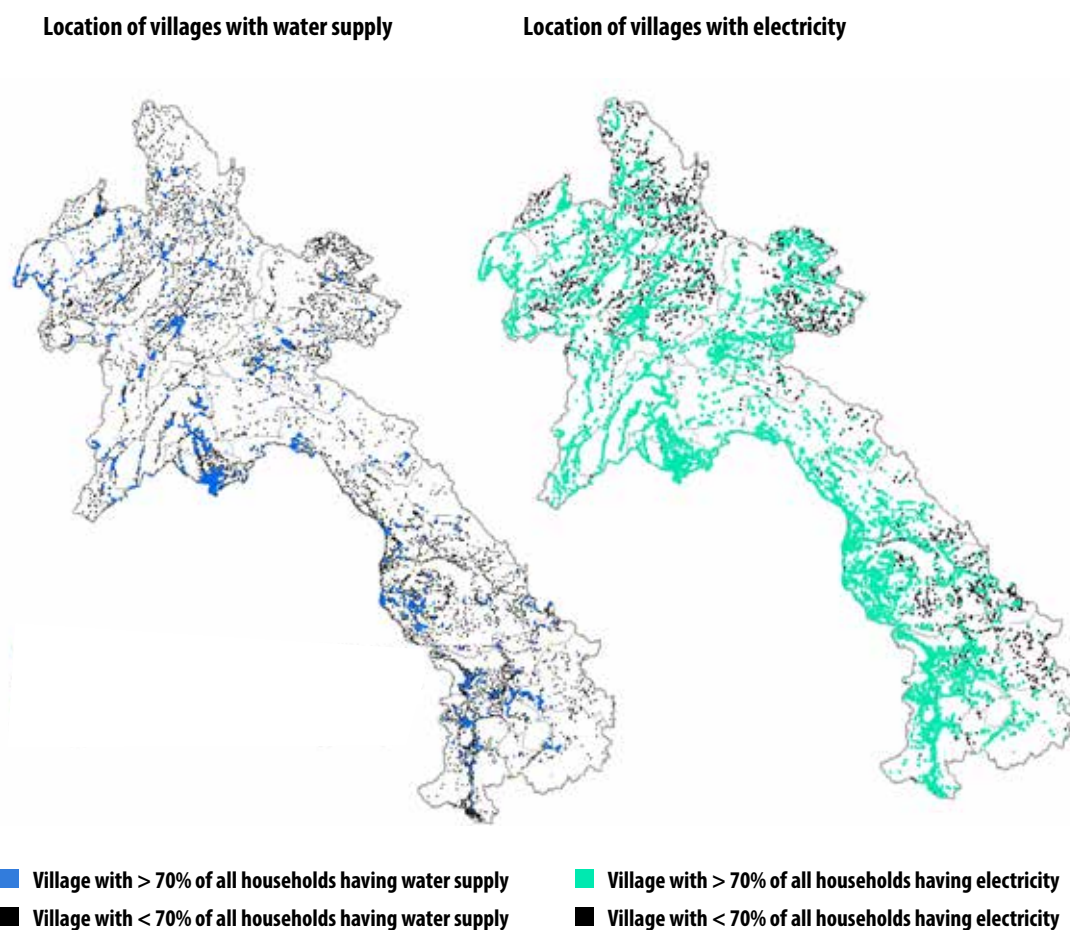 Location of villages with water supply
Location of villages with electricity
Village with > 70% of all households having water supply
Village with < 70% of all households having water supply
Village with > 70% of all households having electricity
Village with < 70% of all households having electricity